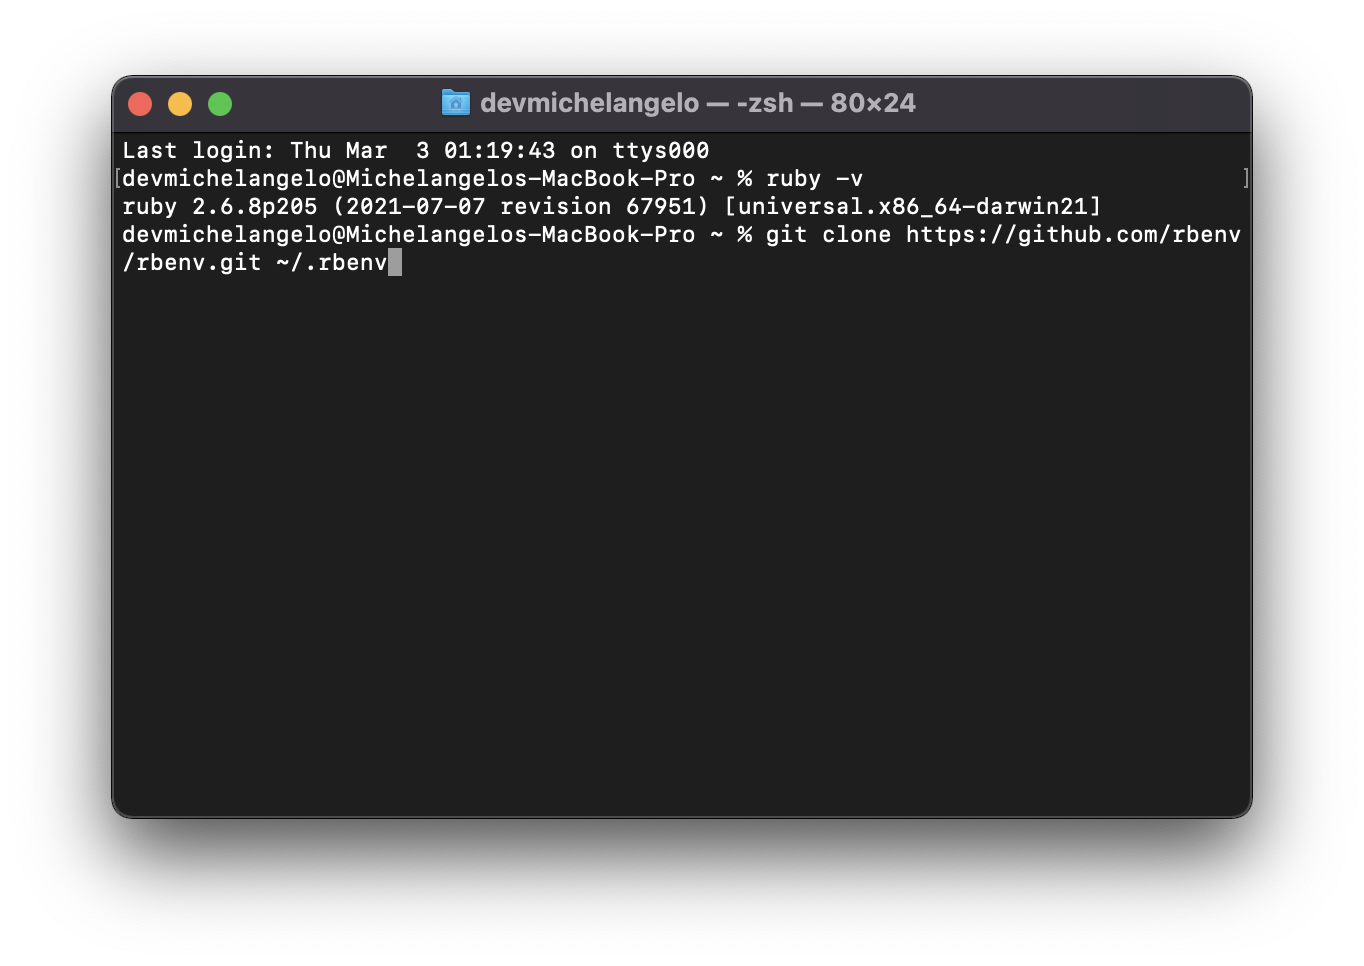 devmichelangelo — -zsh — 80×24
Last login: Thu Mar  3 01:19:43 on ttys000
[devmichelangelo@Michelangelos-MacBook-Pro ~ % ruby -v ]
ruby 2.6.8p205 (2021-07-07 revision 67951) [universal.x86_64-darwin21]
devmichelangelo@Michelangelos-MacBook-Pro ~ % git clone https://github.com/rbenv
/rbenv.git ~/.rbenv